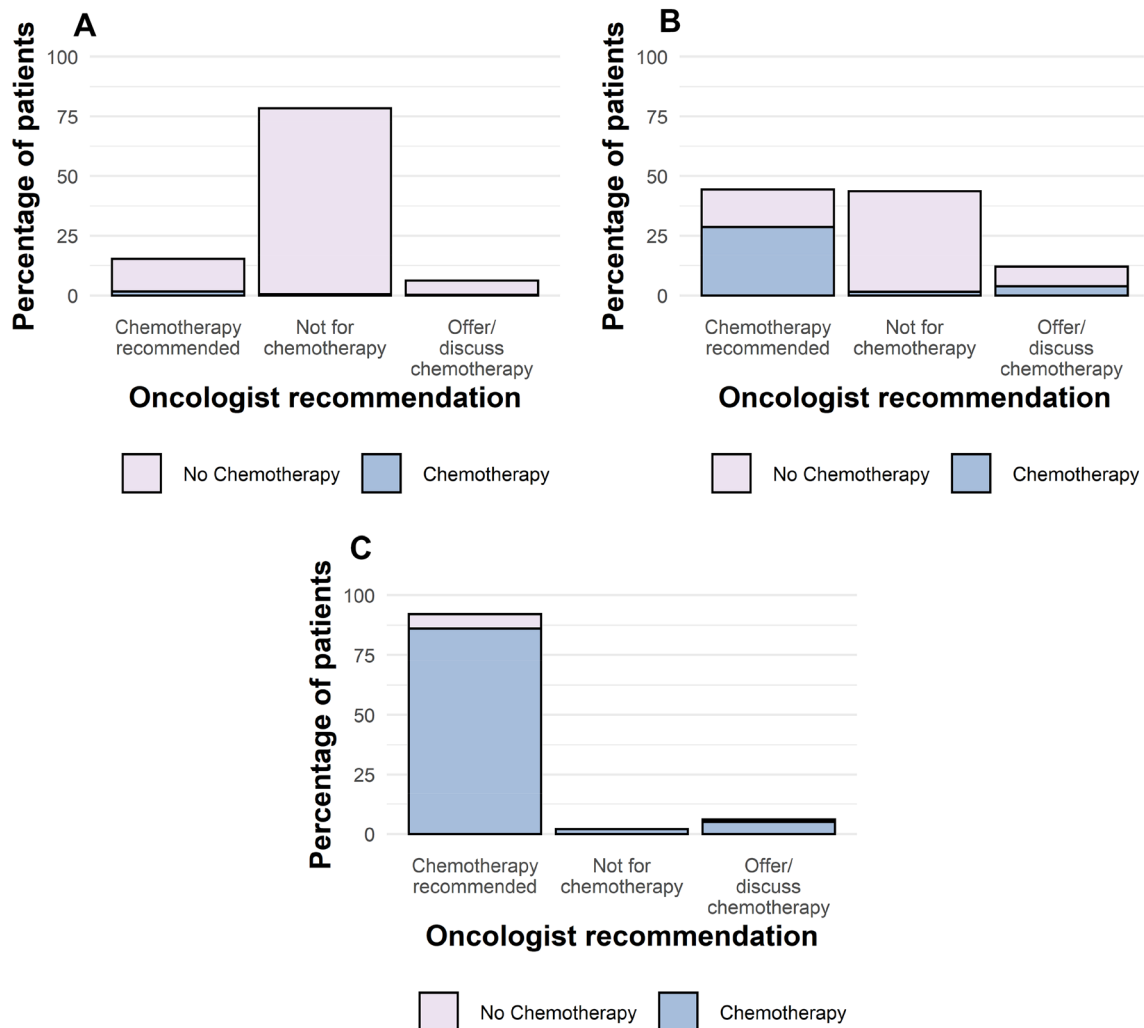 A
Percentage of patients
100
75
50
25
0
Chemotherapy
recommended
Not for
chemotherapy
Offer/
discuss
chemotherapy
Oncologist recommendation
No Chemotherapy
Chemotherapy
B
Percentage of patients
100
75
50
25
0
Chemotherapy
recommended
Not for
chemotherapy
Offer/
discuss
chemotherapy
Oncologist recommendation
No Chemotherapy
Chemotherapy
C
Percentage of patients
100
75
50
25
0
Chemotherapy
recommended
Not for
chemotherapy
Offer/
discuss
chemotherapy
Oncologist recommendation
No Chemotherapy
Chemotherapy